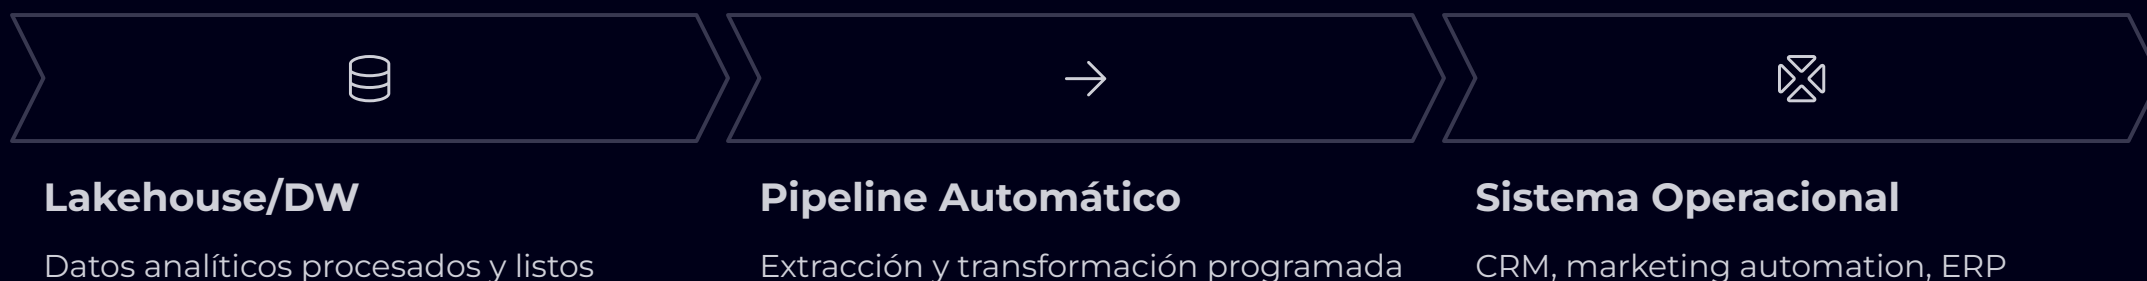 Lakehouse/DW
Pipeline Automático
Sistema Operacional
Datos analíticos procesados y listos
Extracción y transformación programada
CRM, marketing automation, ERP